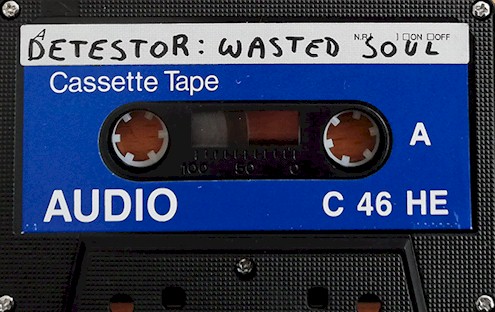 A N.R. ☐ON ☐OFF
DETESTOR: WASTED SOUL
Cassette Tape
A
100 50 0
AUDIO C 46 HE